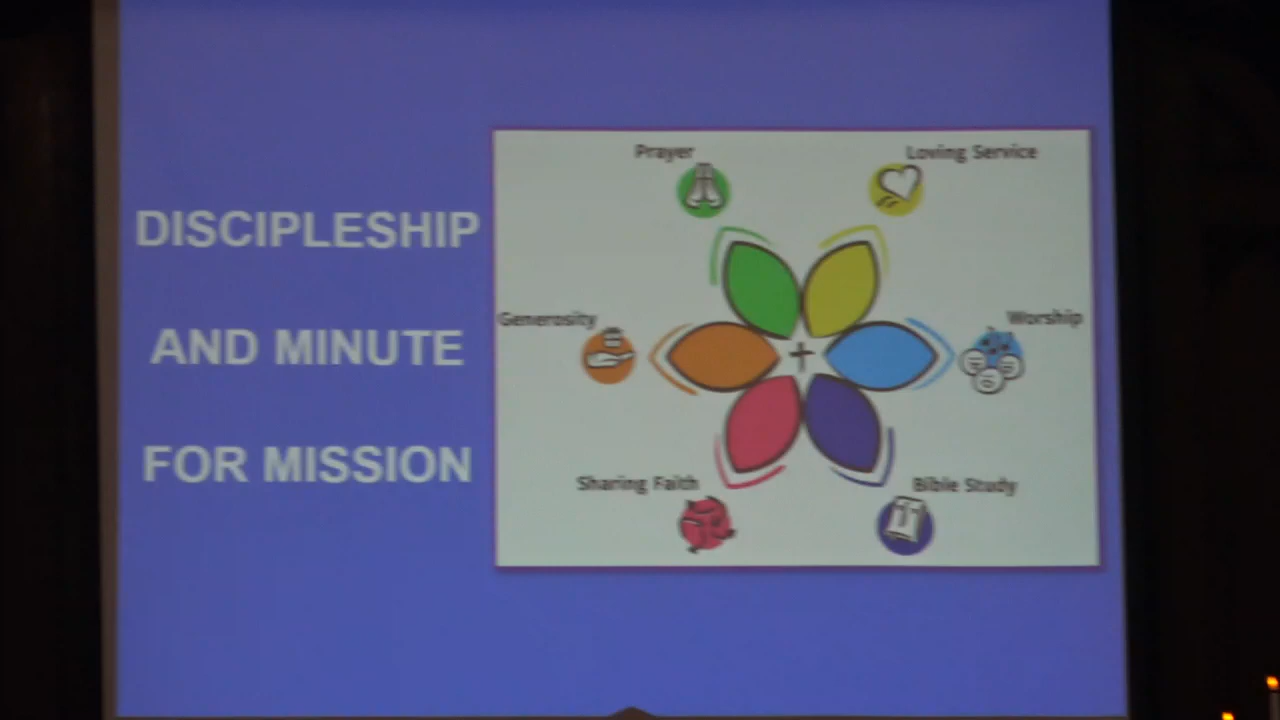 DISCIPLESHIP
AND MINUTE
FOR MISSION
Prayer
Loving Service
Generosity
Worship
Sharing Faith
Bible Study